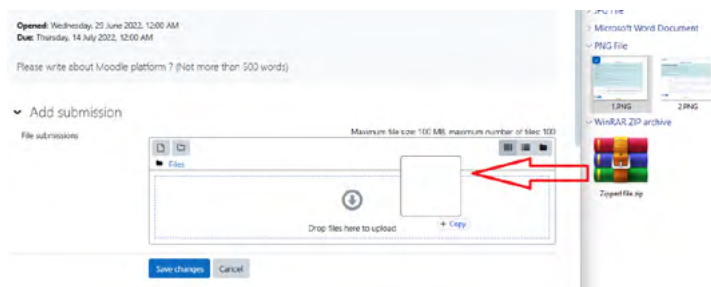 Opened: Wednesday, 29 June 2022, 12:00 AM
Due: Thursday, 14 July 2022, 12:00 AM
Please write about Moodle platform ? (Not more than 500 words)
Add submission
File submissions
Maximum file size: 100 MB, maximum number of files: 100
Files
Drop files here to upload
+ Copy
Save changes
Cancel
JPG File
Microsoft Word Document
PNG File
1.PNG
2.PNG
WinRAR ZIP archive
Zipped file.zip